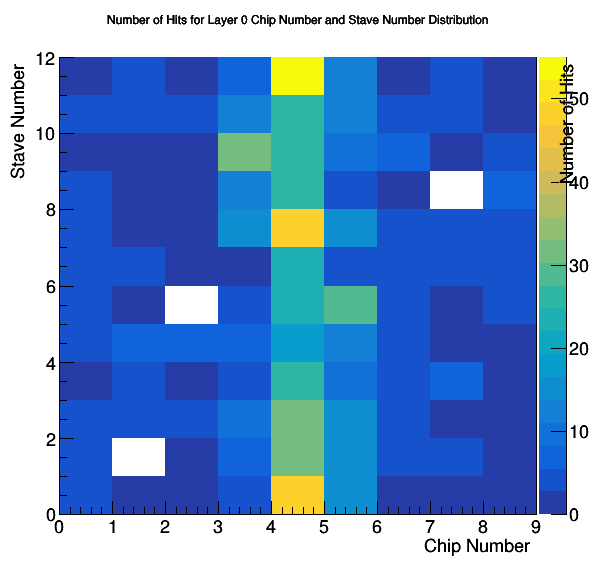 Number of Hits for Layer 0 Chip Number and Stave Number Distribution
Stave Number
12
10
8
6
4
2
0
0 1 2 3 4 5 6 7 8 9
Chip Number
Number of Hits
50
40
30
20
10
0